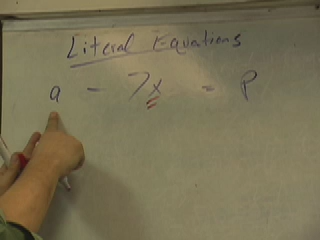 Literal Equations
a - 7x = p